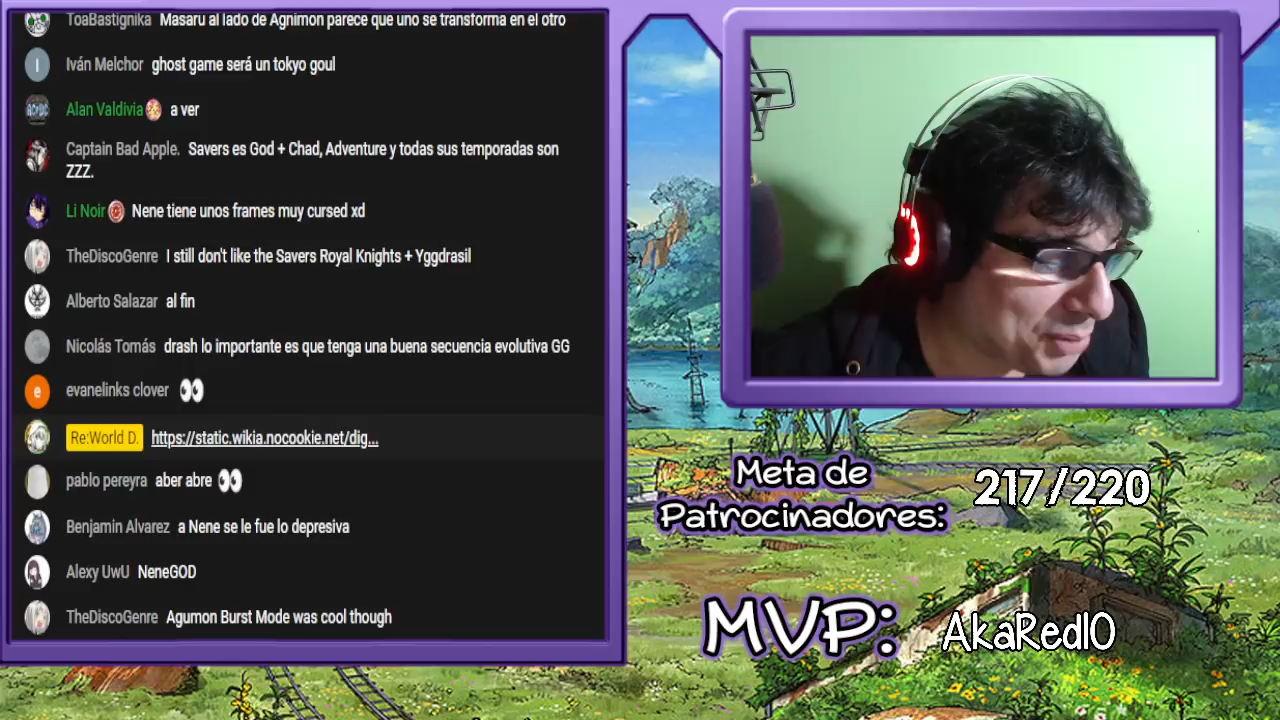 ToaBastignika Masaru al lado de Agnimon parece que uno se transforma en el otro
I
Iván Melchor ghost game será un tokyo goul
Alan Valdivia a ver
Captain Bad Apple. Savers es God + Chad, Adventure y todas sus temporadas son
ZZZ.
Li Noir Nene tiene unos frames muy cursed xd
TheDiscoGenre I still don't like the Savers Royal Knights + Yggdrasil
Alberto Salazar al fin
Nicolás Tomás drash lo importante es que tenga una buena secuencia evolutiva GG
e
evanelinks clover 👀
Re:World D. https://static.wikia.nocookie.net/dig...
pablo pereyra aber abre 👀
Benjamin Alvarez a Nene se le fue lo depresiva
Alexy UwU NeneGOD
TheDiscoGenre Agumon Burst Mode was cool though
Meta de
Patrocinadores:
217/220
MVP:
AkaRed10